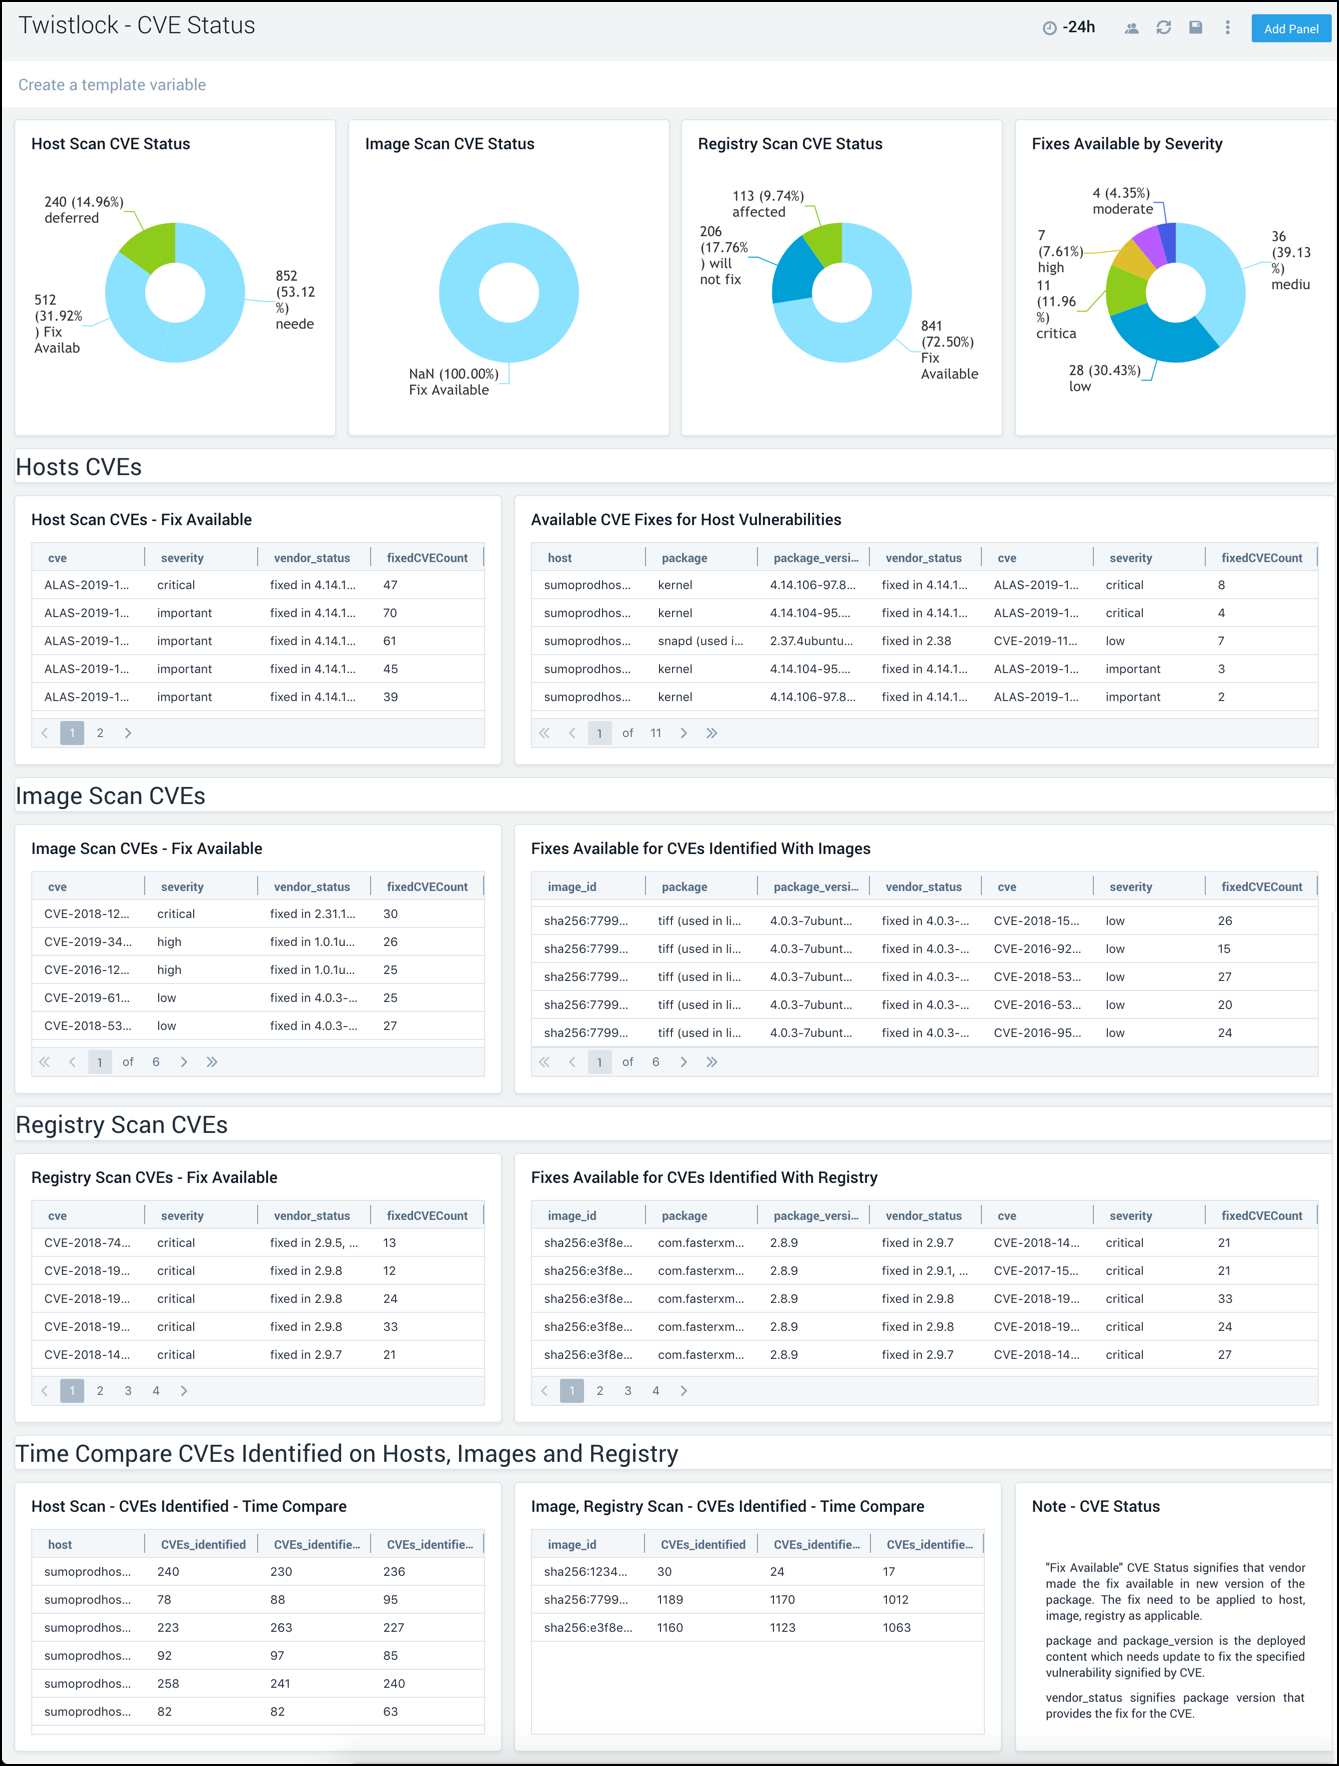 Twistlock - CVE Status
-24h
Add Panel
Create a template variable
Host Scan CVE Status
240 (14.96%)
deferred
852
(53.12
%)
neede
512
(31.92%
) Fix
Availab
Image Scan CVE Status
NaN (100.00%)
Fix Available
Registry Scan CVE Status
113 (9.74%)
affected
206
(17.76%
) will
not fix
841
(72.50%)
Fix
Available
Fixes Available by Severity
4 (4.35%)
moderate
7
(7.61%)
high
11
(11.96
%)
critica
36
(39.13
%)
mediu
28 (30.43%)
low
Hosts CVEs
Host Scan CVEs - Fix Available
cve severity vendor_status fixedCVECount
ALAS-2019-1... critical fixed in 4.14.1... 47
ALAS-2019-1... important fixed in 4.14.1... 70
ALAS-2019-1... important fixed in 4.14.1... 61
ALAS-2019-1... important fixed in 4.14.1... 45
ALAS-2019-1... important fixed in 4.14.1... 39
1 2
Available CVE Fixes for Host Vulnerabilities
host package package_versi... vendor_status cve severity fixedCVECount
sumoprodhos... kernel 4.14.106-97.8... fixed in 4.14.1... ALAS-2019-1... critical 8
sumoprodhos... kernel 4.14.104-95.... fixed in 4.14.1... ALAS-2019-1... critical 4
sumoprodhos... snapd (used i... 2.37.4ubuntu... fixed in 2.38 CVE-2019-11... low 7
sumoprodhos... kernel 4.14.104-95.... fixed in 4.14.1... ALAS-2019-1... important 3
sumoprodhos... kernel 4.14.106-97.8... fixed in 4.14.1... ALAS-2019-1... important 2
1 of 11
Image Scan CVEs
Image Scan CVEs - Fix Available
cve severity vendor_status fixedCVECount
CVE-2018-12... critical fixed in 2.31.1... 30
CVE-2019-34... high fixed in 1.0.1u... 26
CVE-2016-12... high fixed in 1.0.1u... 25
CVE-2019-61... low fixed in 4.0.3-... 25
CVE-2018-53... low fixed in 4.0.3-... 27
1 of 6
Fixes Available for CVEs Identified With Images
image_id package package_versi... vendor_status cve severity fixedCVECount
sha256:7799... tiff (used in li... 4.0.3-7ubunt... fixed in 4.0.3-... CVE-2018-15... low 26
sha256:7799... tiff (used in li... 4.0.3-7ubunt... fixed in 4.0.3-... CVE-2016-92... low 15
sha256:7799... tiff (used in li... 4.0.3-7ubunt... fixed in 4.0.3-... CVE-2018-53... low 27
sha256:7799... tiff (used in li... 4.0.3-7ubunt... fixed in 4.0.3-... CVE-2016-53... low 20
sha256:7799... tiff (used in li... 4.0.3-7ubunt... fixed in 4.0.3-... CVE-2016-95... low 24
1 of 6
Registry Scan CVEs
Registry Scan CVEs - Fix Available
cve severity vendor_status fixedCVECount
CVE-2018-74... critical fixed in 2.9.5, ... 13
CVE-2018-19... critical fixed in 2.9.8 12
CVE-2018-19... critical fixed in 2.9.8 24
CVE-2018-19... critical fixed in 2.9.8 33
CVE-2018-14... critical fixed in 2.9.7 21
1 2 3 4
Fixes Available for CVEs Identified With Registry
image_id package package_versi... vendor_status cve severity fixedCVECount
sha256:e3f8e... com.fasterxm... 2.8.9 fixed in 2.9.7 CVE-2018-14... critical 21
sha256:e3f8e... com.fasterxm... 2.8.9 fixed in 2.9.1, ... CVE-2017-15... critical 21
sha256:e3f8e... com.fasterxm... 2.8.9 fixed in 2.9.8 CVE-2018-19... critical 33
sha256:e3f8e... com.fasterxm... 2.8.9 fixed in 2.9.8 CVE-2018-19... critical 24
sha256:e3f8e... com.fasterxm... 2.8.9 fixed in 2.9.7 CVE-2018-14... critical 27
1 2 3 4
Time Compare CVEs Identified on Hosts, Images and Registry
Host Scan - CVEs Identified - Time Compare
host CVEs_identified CVEs_identifie... CVEs_identifie...
sumoprodhos... 240 230 236
sumoprodhos... 78 88 95
sumoprodhos... 223 263 227
sumoprodhos... 92 97 85
sumoprodhos... 258 241 240
sumoprodhos... 82 82 63
Image, Registry Scan - CVEs Identified - Time Compare
image_id CVEs_identified CVEs_identifie... CVEs_identifie...
sha256:1234... 30 24 17
sha256:7799... 1189 1170 1012
sha256:e3f8e... 1160 1123 1063
Note - CVE Status
"Fix Available" CVE Status signifies that vendor
made the fix available in new version of the
package. The fix need to be applied to host,
image, registry as applicable.
package and package_version is the deployed
content which needs update to fix the specified
vulnerability signified by CVE.
vendor_status signifies package version that
provides the fix for the CVE.